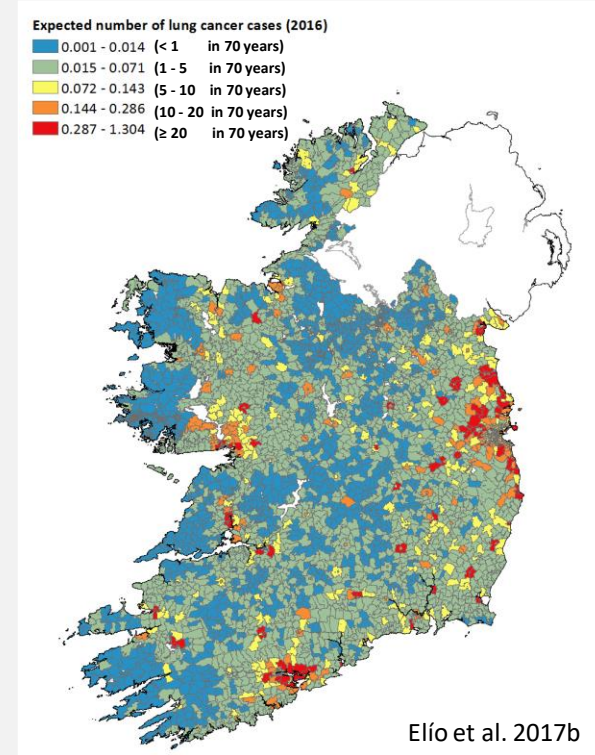 Expected number of lung cancer cases (2016)
0.001 - 0.014 (< 1 in 70 years)
0.015 - 0.071 (1 - 5 in 70 years)
0.072 - 0.143 (5 - 10 in 70 years)
0.144 - 0.286 (10 - 20 in 70 years)
0.287 - 1.304 (≥ 20 in 70 years)
Elío et al. 2017b